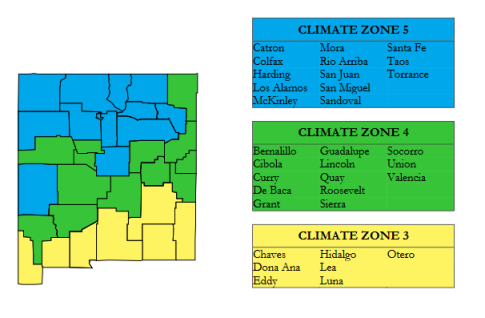 CLIMATE ZONE 5
Catron Mora Santa Fe
Colfax Rio Arriba Taos
Harding San Juan Torrance
Los Alamos San Miguel
McKinley Sandoval
CLIMATE ZONE 4
Bernalillo Guadalupe Socorro
Cibola Lincoln Union
Curry Quay Valencia
De Baca Roosevelt
Grant Sierra
CLIMATE ZONE 3
Chaves Hidalgo Otero
Dona Ana Lea
Eddy Luna